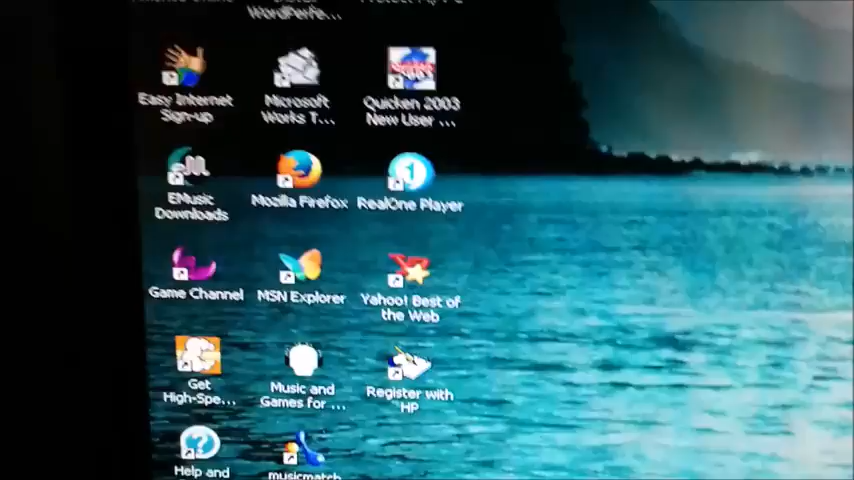 WordPerfe...
Easy Internet
Sign-up
Microsoft
Works T...
Quicken 2003
New User ...
EMusic
Downloads
Mozilla Firefox
RealOne Player
Game Channel
MSN Explorer
Yahoo! Best of
the Web
Get
High-Spe...
Music and
Games for ...
Register with
HP
Help and
musicmatch